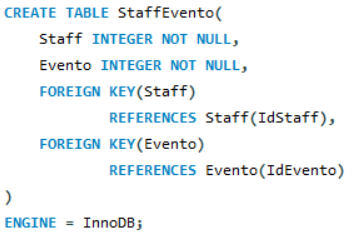 CREATE TABLE StaffEvento(
Staff INTEGER NOT NULL,
Evento INTEGER NOT NULL,
FOREIGN KEY(Staff)
REFERENCES Staff(IdStaff),
FOREIGN KEY(Evento)
REFERENCES Evento(IdEvento)
)
ENGINE = InnoDB;